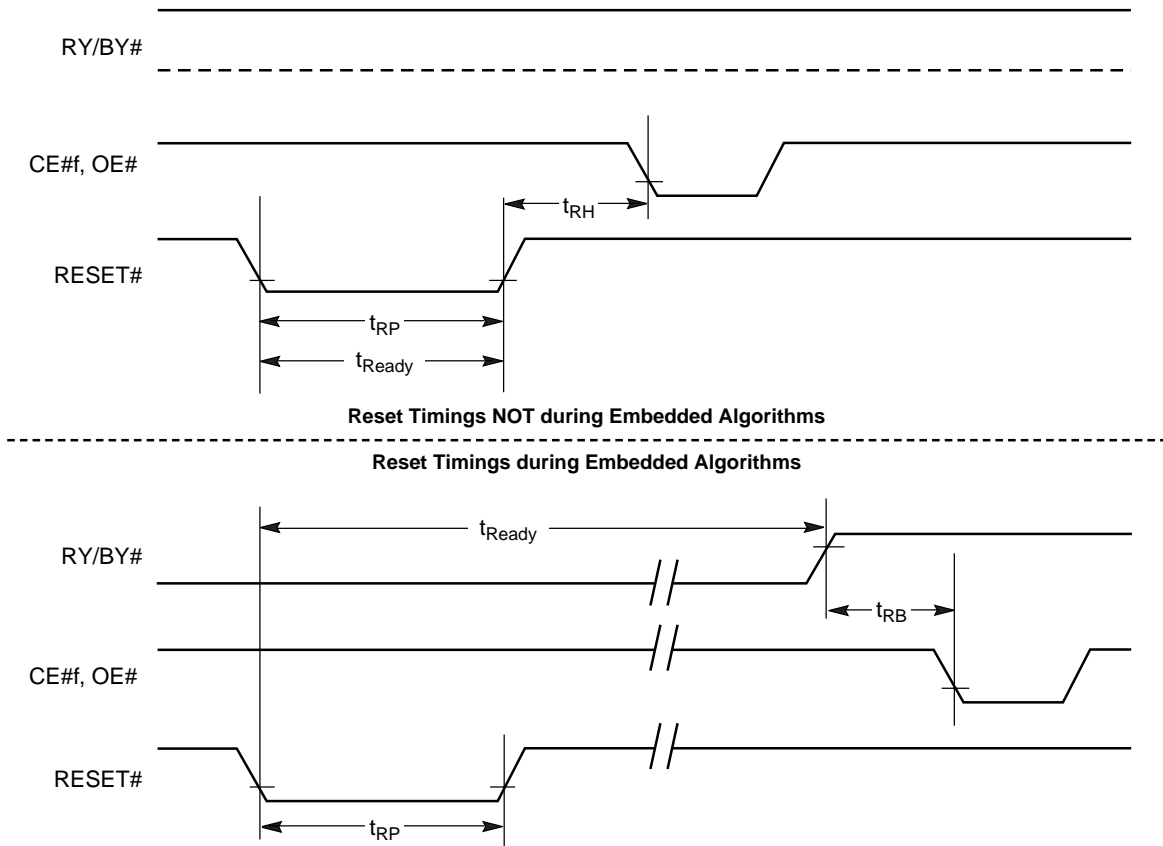 RY/BY#
CE#f, OE#
tRH
RESET#
tRP
tReady
Reset Timings NOT during Embedded Algorithms
Reset Timings during Embedded Algorithms
tReady
RY/BY#
tRB
CE#f, OE#
RESET#
tRP